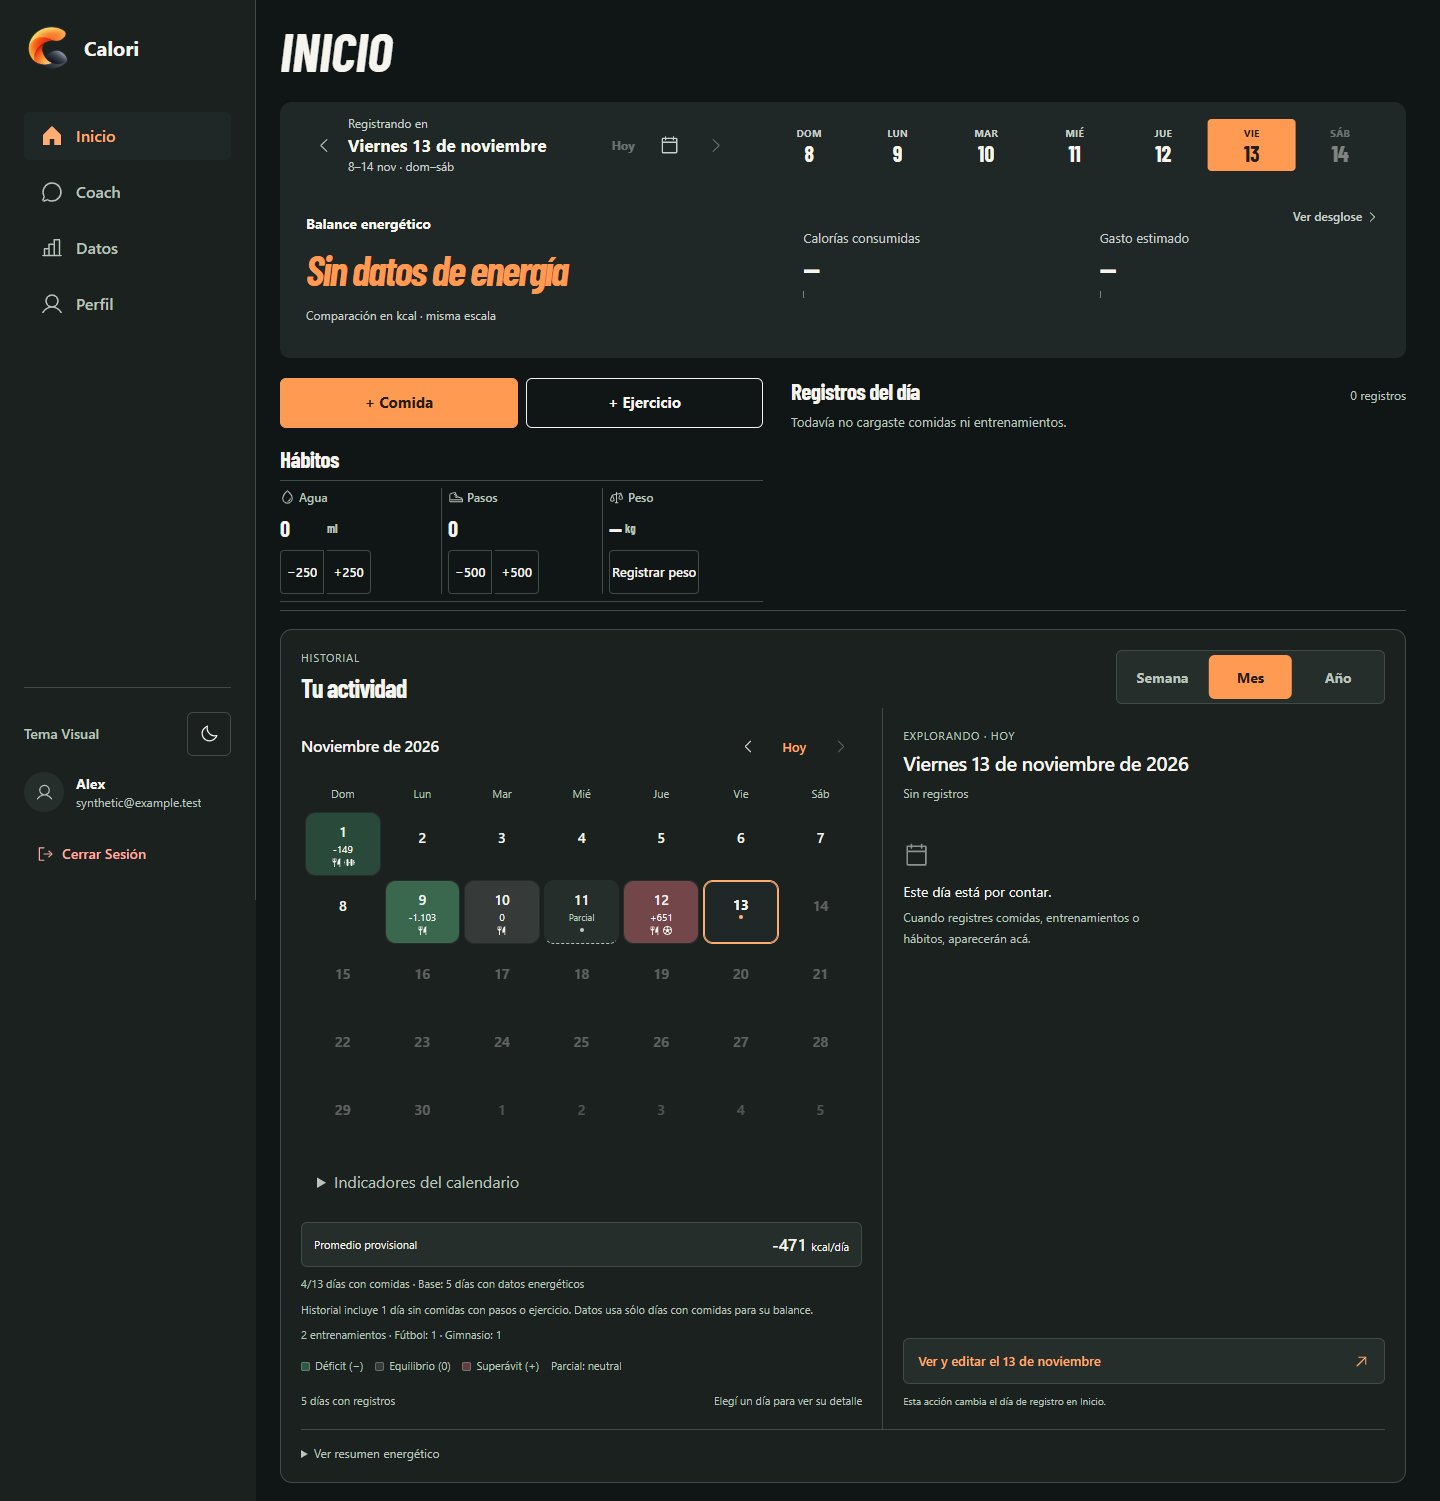 Calori
Inicio
Coach
Datos
Perfil
Tema Visual
Alex
synthetic@example.test
Cerrar Sesión
INICIO
Registrando en
Viernes 13 de noviembre
8–14 nov · dom–sáb
Hoy
DOM LUN MAR MIÉ JUE VIE SÁB
8 9 10 11 12 13 14
Ver desglose
Balance energético
Sin datos de energía
Comparación en kcal · misma escala
Calorías consumidas
–
Gasto estimado
–
+ Comida
+ Ejercicio
Hábitos
Agua
0 ml
−250 +250
Pasos
0
−500 +500
Peso
– kg
Registrar peso
Registros del día
0 registros
Todavía no cargaste comidas ni entrenamientos.
HISTORIAL
Tu actividad
Semana Mes Año
Noviembre de 2026
Hoy
Dom Lun Mar Mié Jue Vie Sáb
1 2 3 4 5 6 7
-149
8 9 10 11 12 13 14
-1.103 0 Parcial +651
15 16 17 18 19 20 21
22 23 24 25 26 27 28
29 30 1 2 3 4 5
Indicadores del calendario
Promedio provisional
-471 kcal/día
4/13 días con comidas · Base: 5 días con datos energéticos
Historial incluye 1 día sin comidas con pasos o ejercicio. Datos usa sólo días con comidas para su balance.
2 entrenamientos · Fútbol: 1 · Gimnasio: 1
Déficit (−) Equilibrio (0) Superávit (+) Parcial: neutral
5 días con registros
Elegí un día para ver su detalle
EXPLORANDO · HOY
Viernes 13 de noviembre de 2026
Sin registros
Este día está por contar.
Cuando registres comidas, entrenamientos o
hábitos, aparecerán acá.
Ver y editar el 13 de noviembre
Esta acción cambia el día de registro en Inicio.
Ver resumen energético